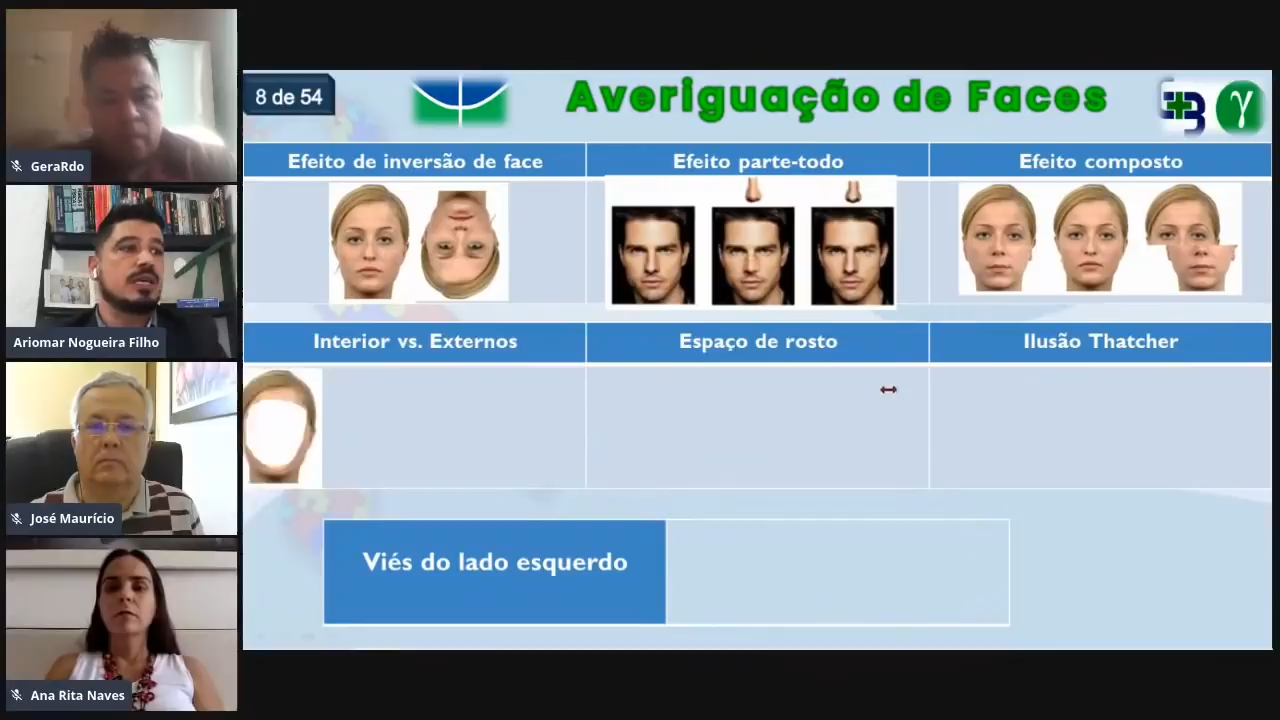 GeraRdo
Ariomar Nogueira Filho
José Maurício
Ana Rita Naves
8 de 54
Averiguação de Faces
γ
Efeito de inversão de face
Efeito parte-todo
Efeito composto
Interior vs. Externos
Espaço de rosto
Ilusão Thatcher
Viés do lado esquerdo